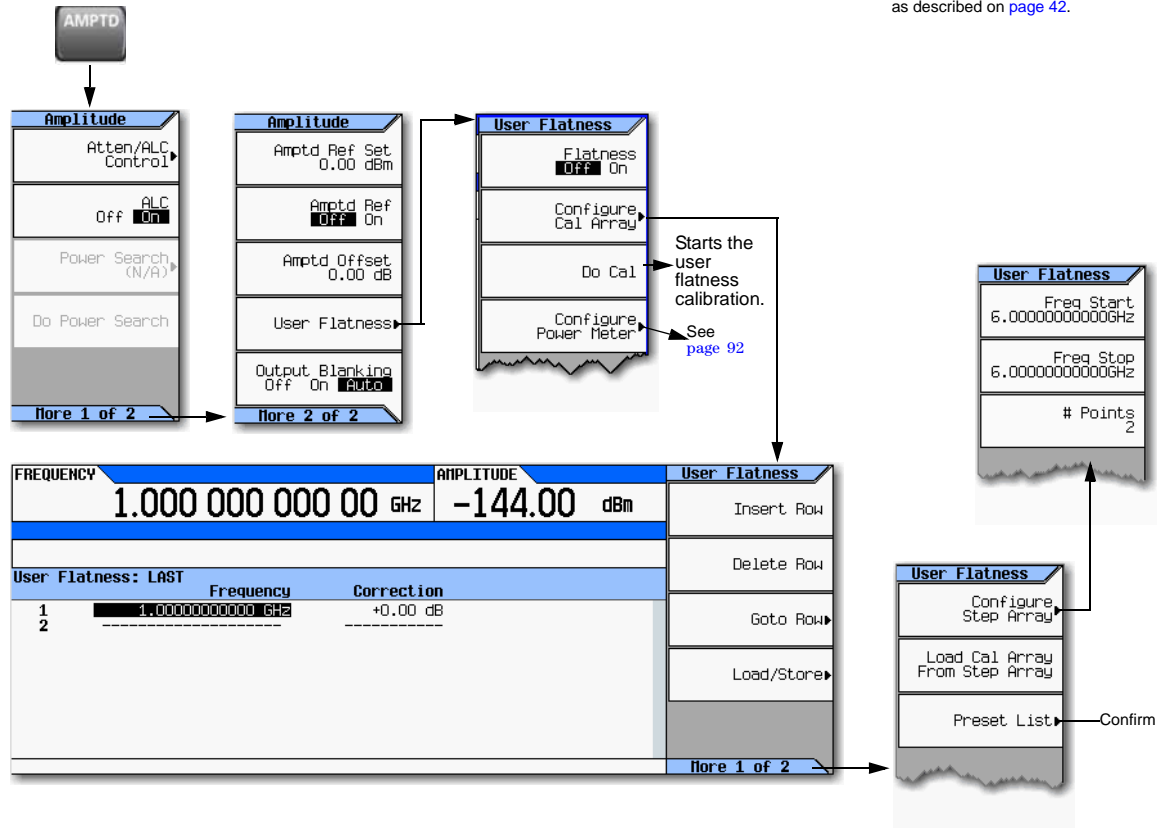 as described on page 42.
AMPTD
Amplitude
Atten/ALC
Control
ALC
Off On
Power Search
(N/A)
Do Power Search
More 1 of 2
Amplitude
Amptd Ref Set
0.00 dBm
Amptd Ref
Off On
Amptd Offset
0.00 dB
User Flatness
Output Blanking
Off On Auto
More 2 of 2
User Flatness
Flatness
Off On
Configure
Cal Array
Do Cal
Configure
Power Meter
Starts the
user
flatness
calibration.
See
page 92
User Flatness
Freq Start
6.00000000000GHz
Freq Stop
6.00000000000GHz
# Points
2
FREQUENCY
1.000 000 000 00 GHz
AMPLITUDE
-144.00 dBm
User Flatness: LAST
Frequency Correction
1 1.00000000000 GHz +0.00 dB
2 -------------------- -----------
User Flatness
Insert Row
Delete Row
Goto Row
Load/Store
More 1 of 2
User Flatness
Configure
Step Array
Load Cal Array
From Step Array
Preset List
Confirm